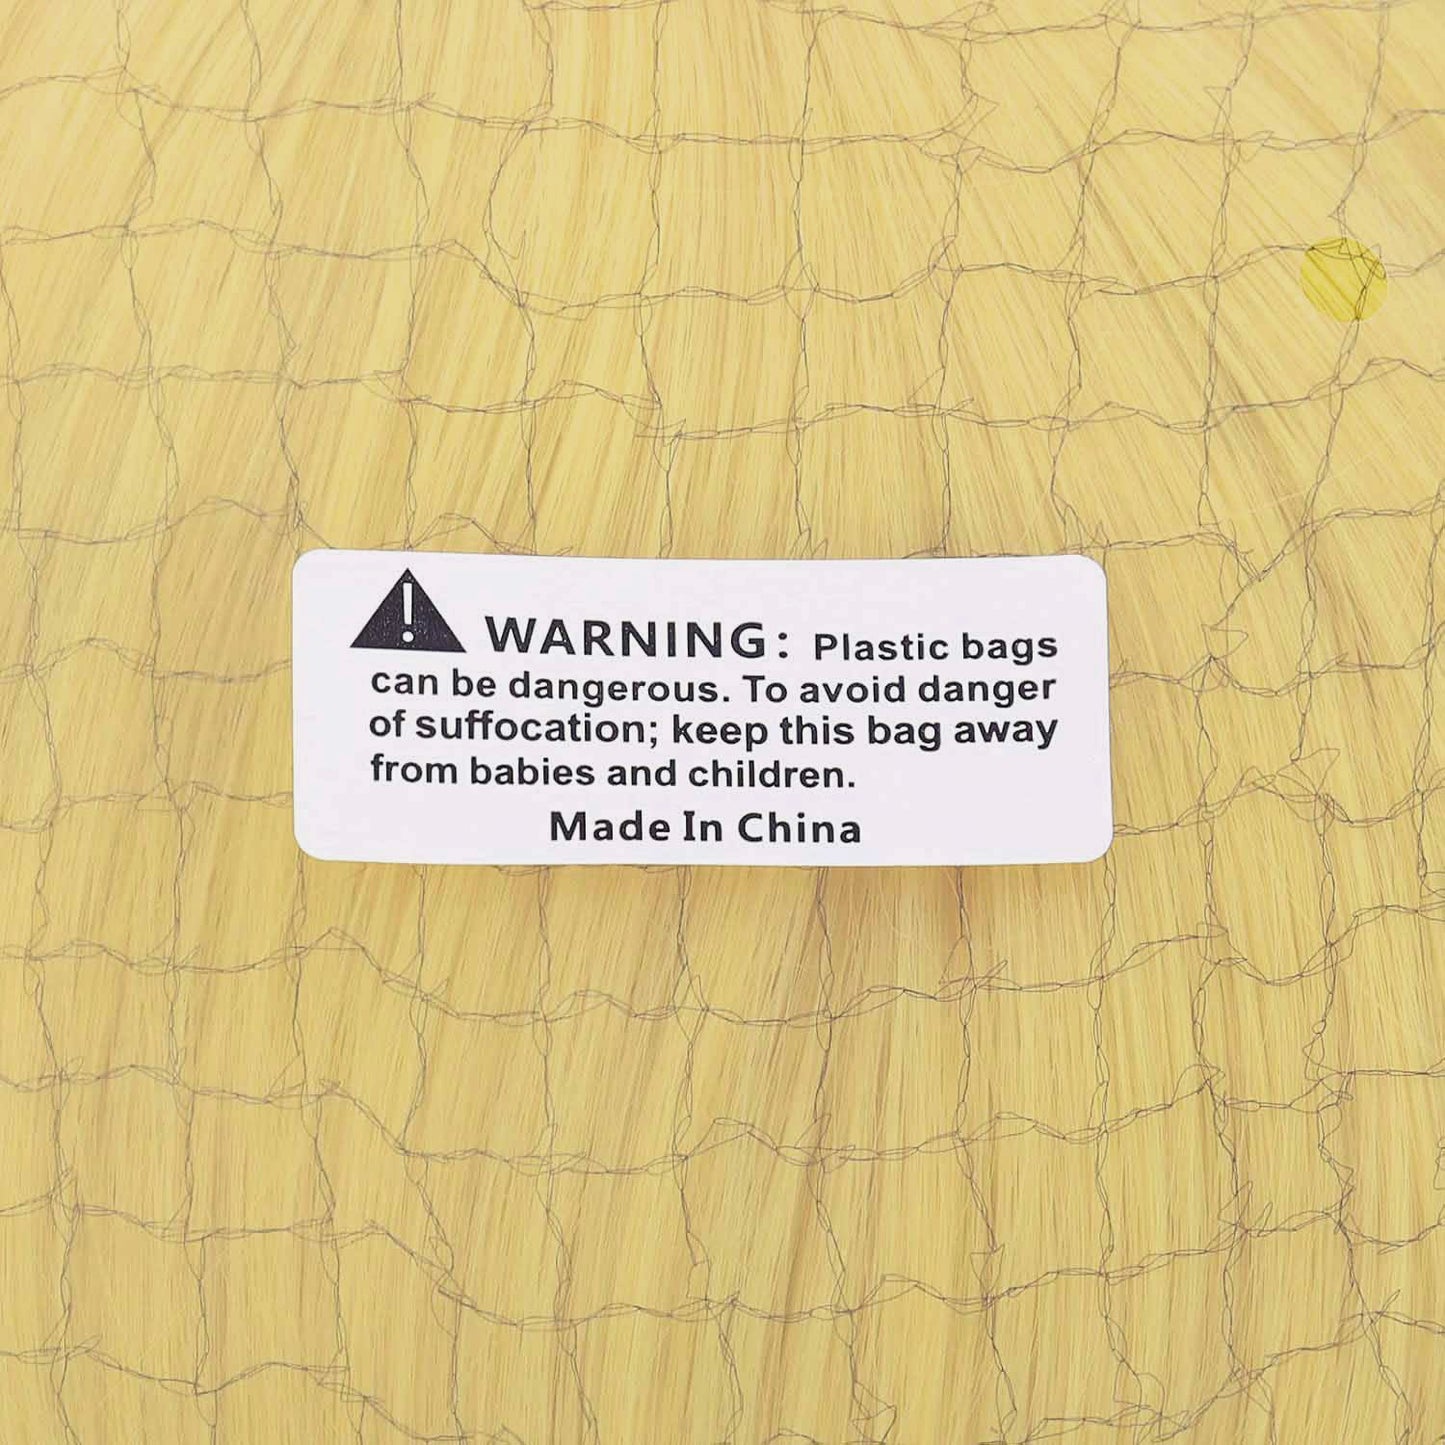 WARNING: Plastic bags
can be dangerous. To avoid danger
of suffocation; keep this bag away
from babies and children.
Made In China